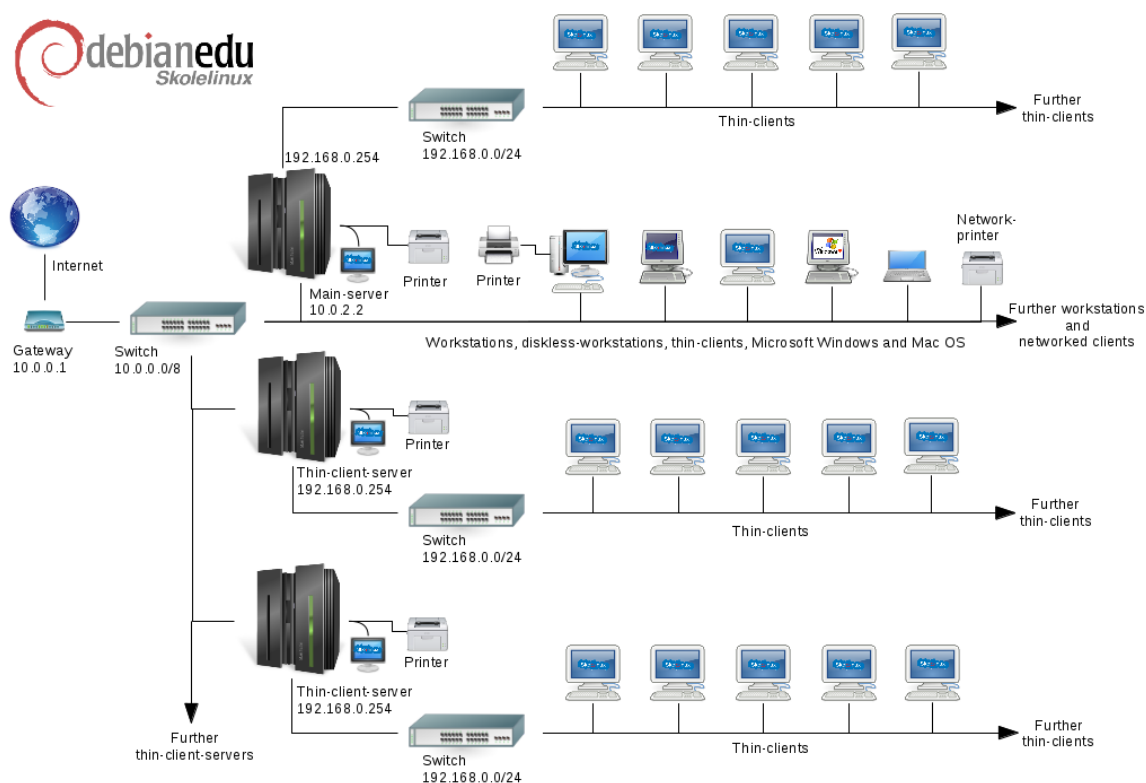 debianedu
Skolelinux
Further
thin-clients
Thin-clients
Switch
192.168.0.0/24
192.168.0.254
Internet
Printer
Printer
Network-
printer
Main-server
10.0.2.2
Further workstations
and
networked clients
Gateway
10.0.0.1
Switch
10.0.0.0/8
Workstations, diskless-workstations, thin-clients, Microsoft Windows and Mac OS
Printer
Thin-client-server
192.168.0.254
Further
thin-clients
Thin-clients
Switch
192.168.0.0/24
Printer
Thin-client-server
192.168.0.254
Further
thin-client-servers
Further
thin-clients
Thin-clients
Switch
192.168.0.0/24